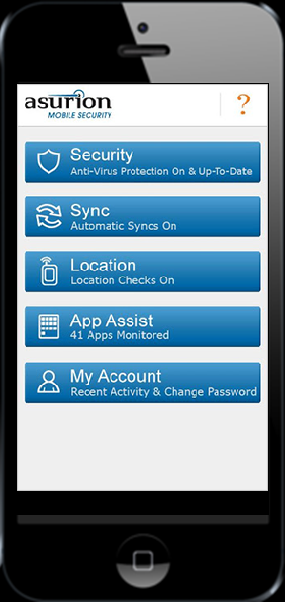 asurion
MOBILE SECURITY
?
Security
Anti-Virus Protection On & Up-To-Date
Sync
Automatic Syncs On
Location
Location Checks On
App Assist
41 Apps Monitored
My Account
Recent Activity & Change Password